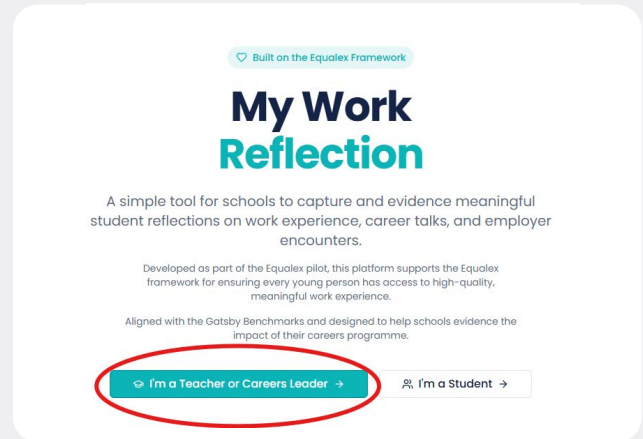 Built on the Equalex Framework
My Work
Reflection
A simple tool for schools to capture and evidence meaningful
student reflections on work experience, career talks, and employer
encounters.
Developed as part of the Equalex pilot, this platform supports the Equalex
framework for ensuring every young person has access to high-quality,
meaningful work experience.
Aligned with the Gatsby Benchmarks and designed to help schools evidence the
impact of their careers programme.
I'm a Teacher or Careers Leader → I'm a Student →